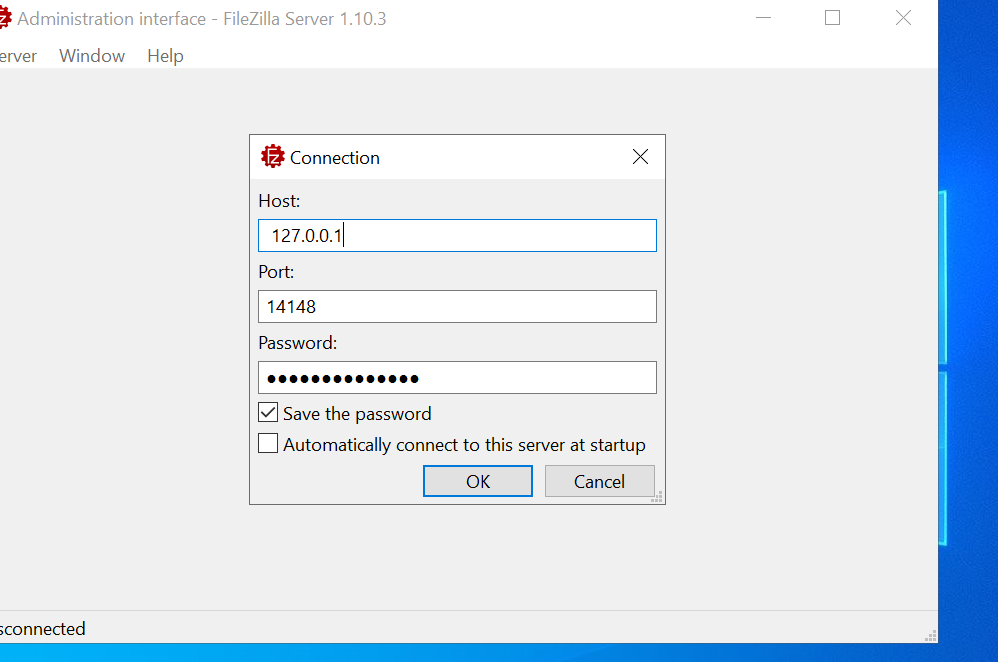 Administration interface - FileZilla Server 1.10.3
erver Window Help
Connection
Host:
127.0.0.1
Port:
14148
Password:
●●●●●●●●●●●●●●
Save the password
Automatically connect to this server at startup
OK Cancel
sconnected